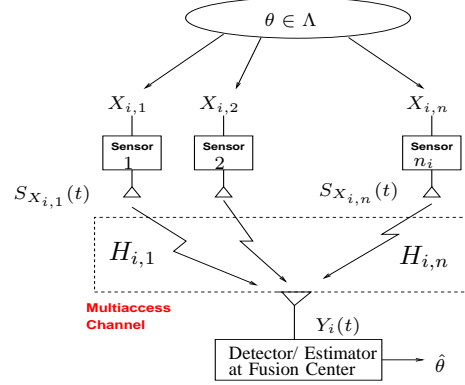 θ ∈ Λ
X_{i,1} X_{i,2} X_{i,n}
Sensor 1 Sensor 2 Sensor n_i
S_{X_{i,1}}(t) S_{X_{i,n}}(t)
H_{i,1} H_{i,n}
Multiaccess
Channel
Y_i(t)
Detector/ Estimator
at Fusion Center
θ̂